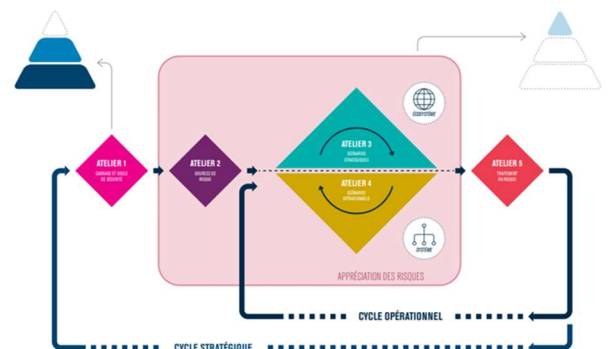 ÉCOSYSTÈME
ATELIER 1
CADRAGE ET SOCLE
DE SÉCURITÉ
ATELIER 2
SOURCES DE
RISQUE
ATELIER 3
SCÉNARIOS
STRATÉGIQUES
ATELIER 4
SCÉNARIOS
OPÉRATIONNELS
ATELIER 5
TRAITEMENT
DU RISQUE
SYSTÈME
APPRÉCIATION DES RISQUES
CYCLE OPÉRATIONNEL
CYCLE STRATÉGIQUE